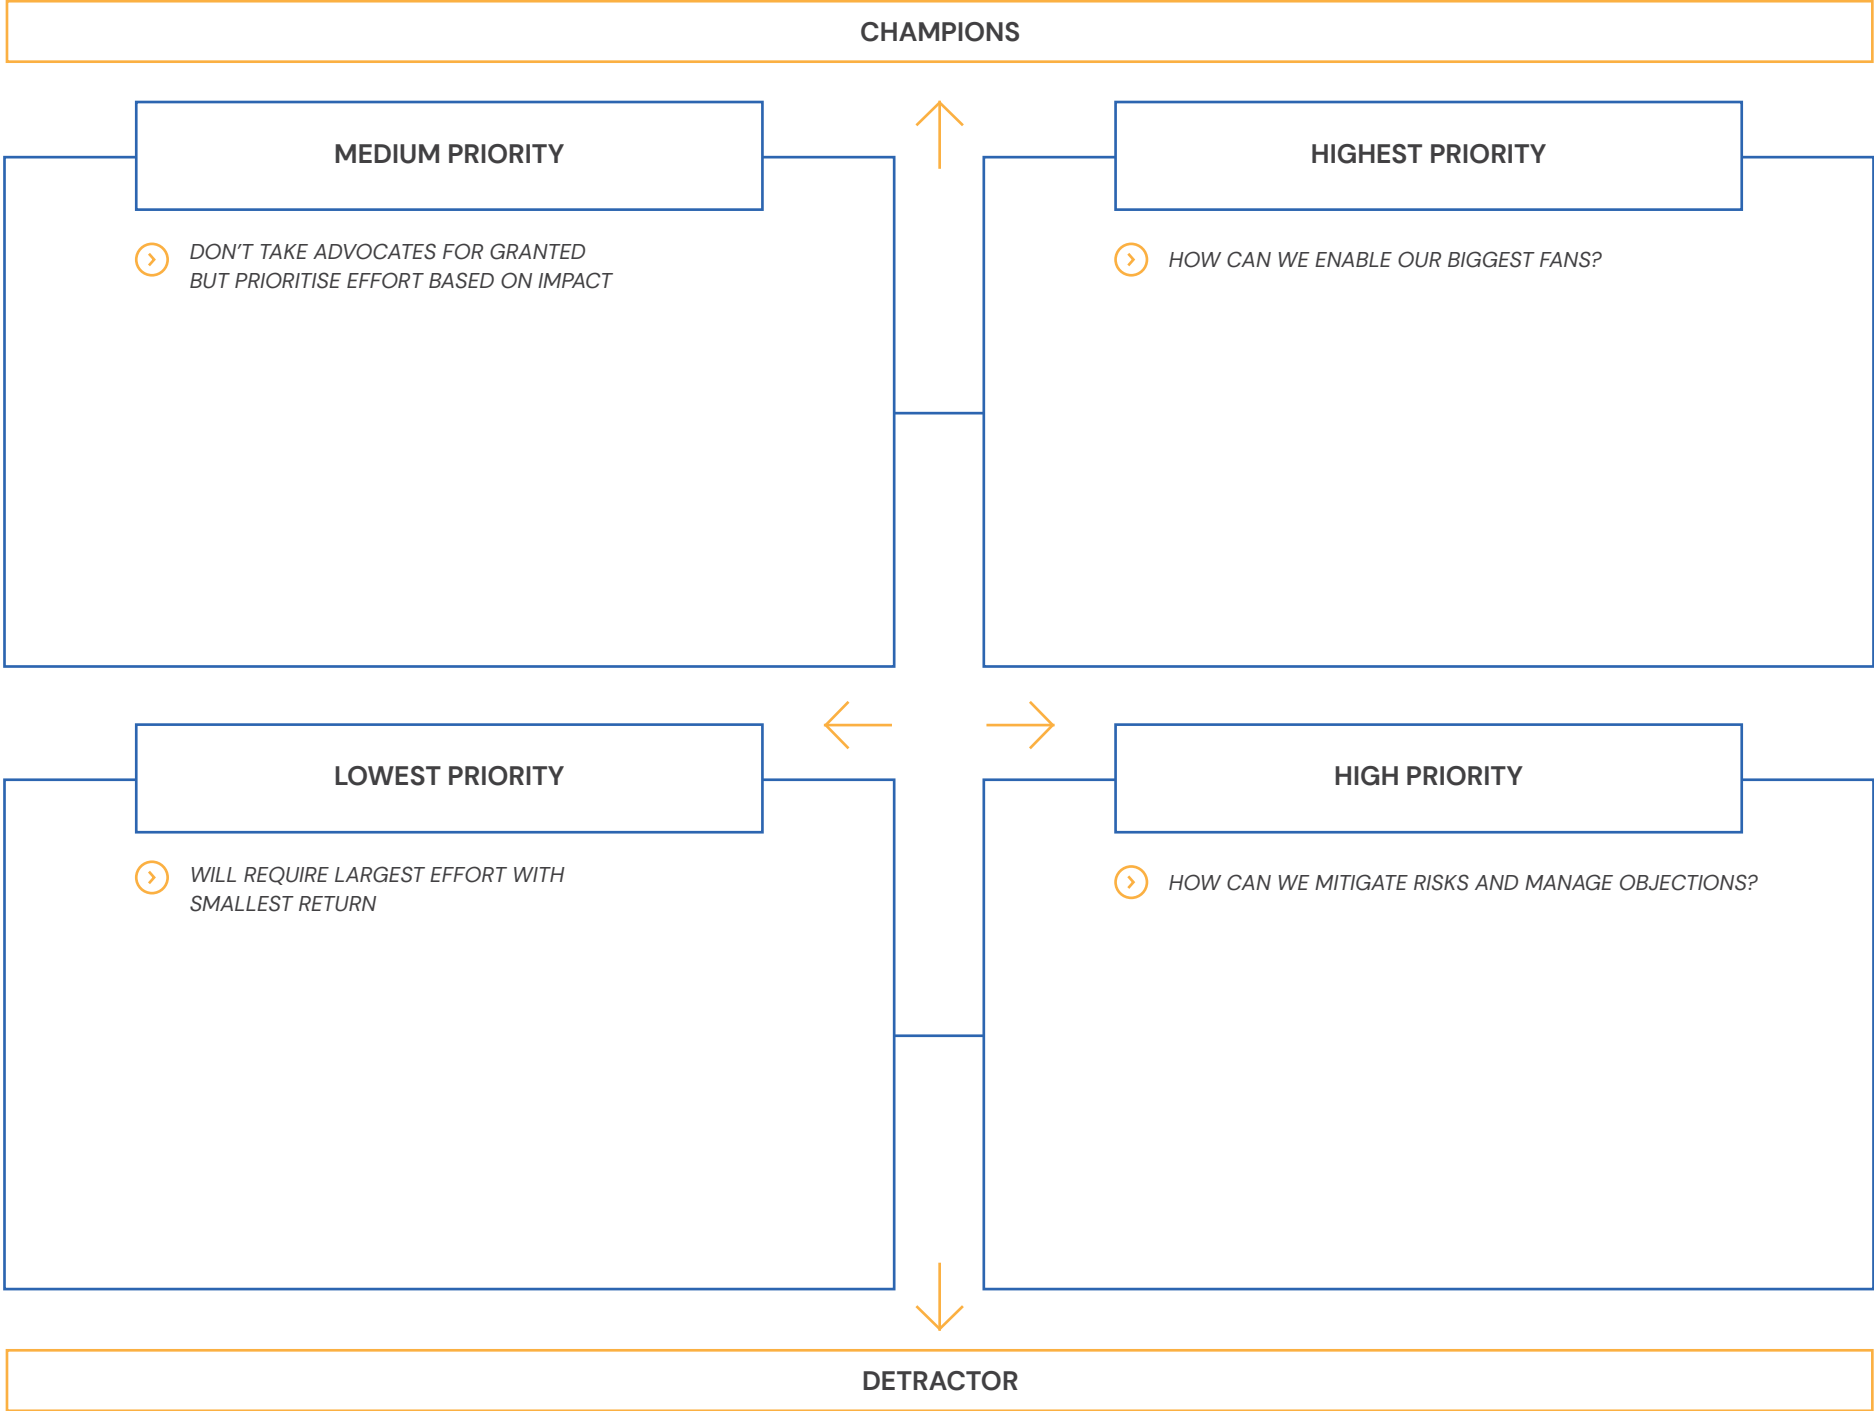 CHAMPIONS
MEDIUM PRIORITY
DON'T TAKE ADVOCATES FOR GRANTED
BUT PRIORITISE EFFORT BASED ON IMPACT
HIGHEST PRIORITY
HOW CAN WE ENABLE OUR BIGGEST FANS?
LOWEST PRIORITY
WILL REQUIRE LARGEST EFFORT WITH
SMALLEST RETURN
HIGH PRIORITY
HOW CAN WE MITIGATE RISKS AND MANAGE OBJECTIONS?
DETRACTOR